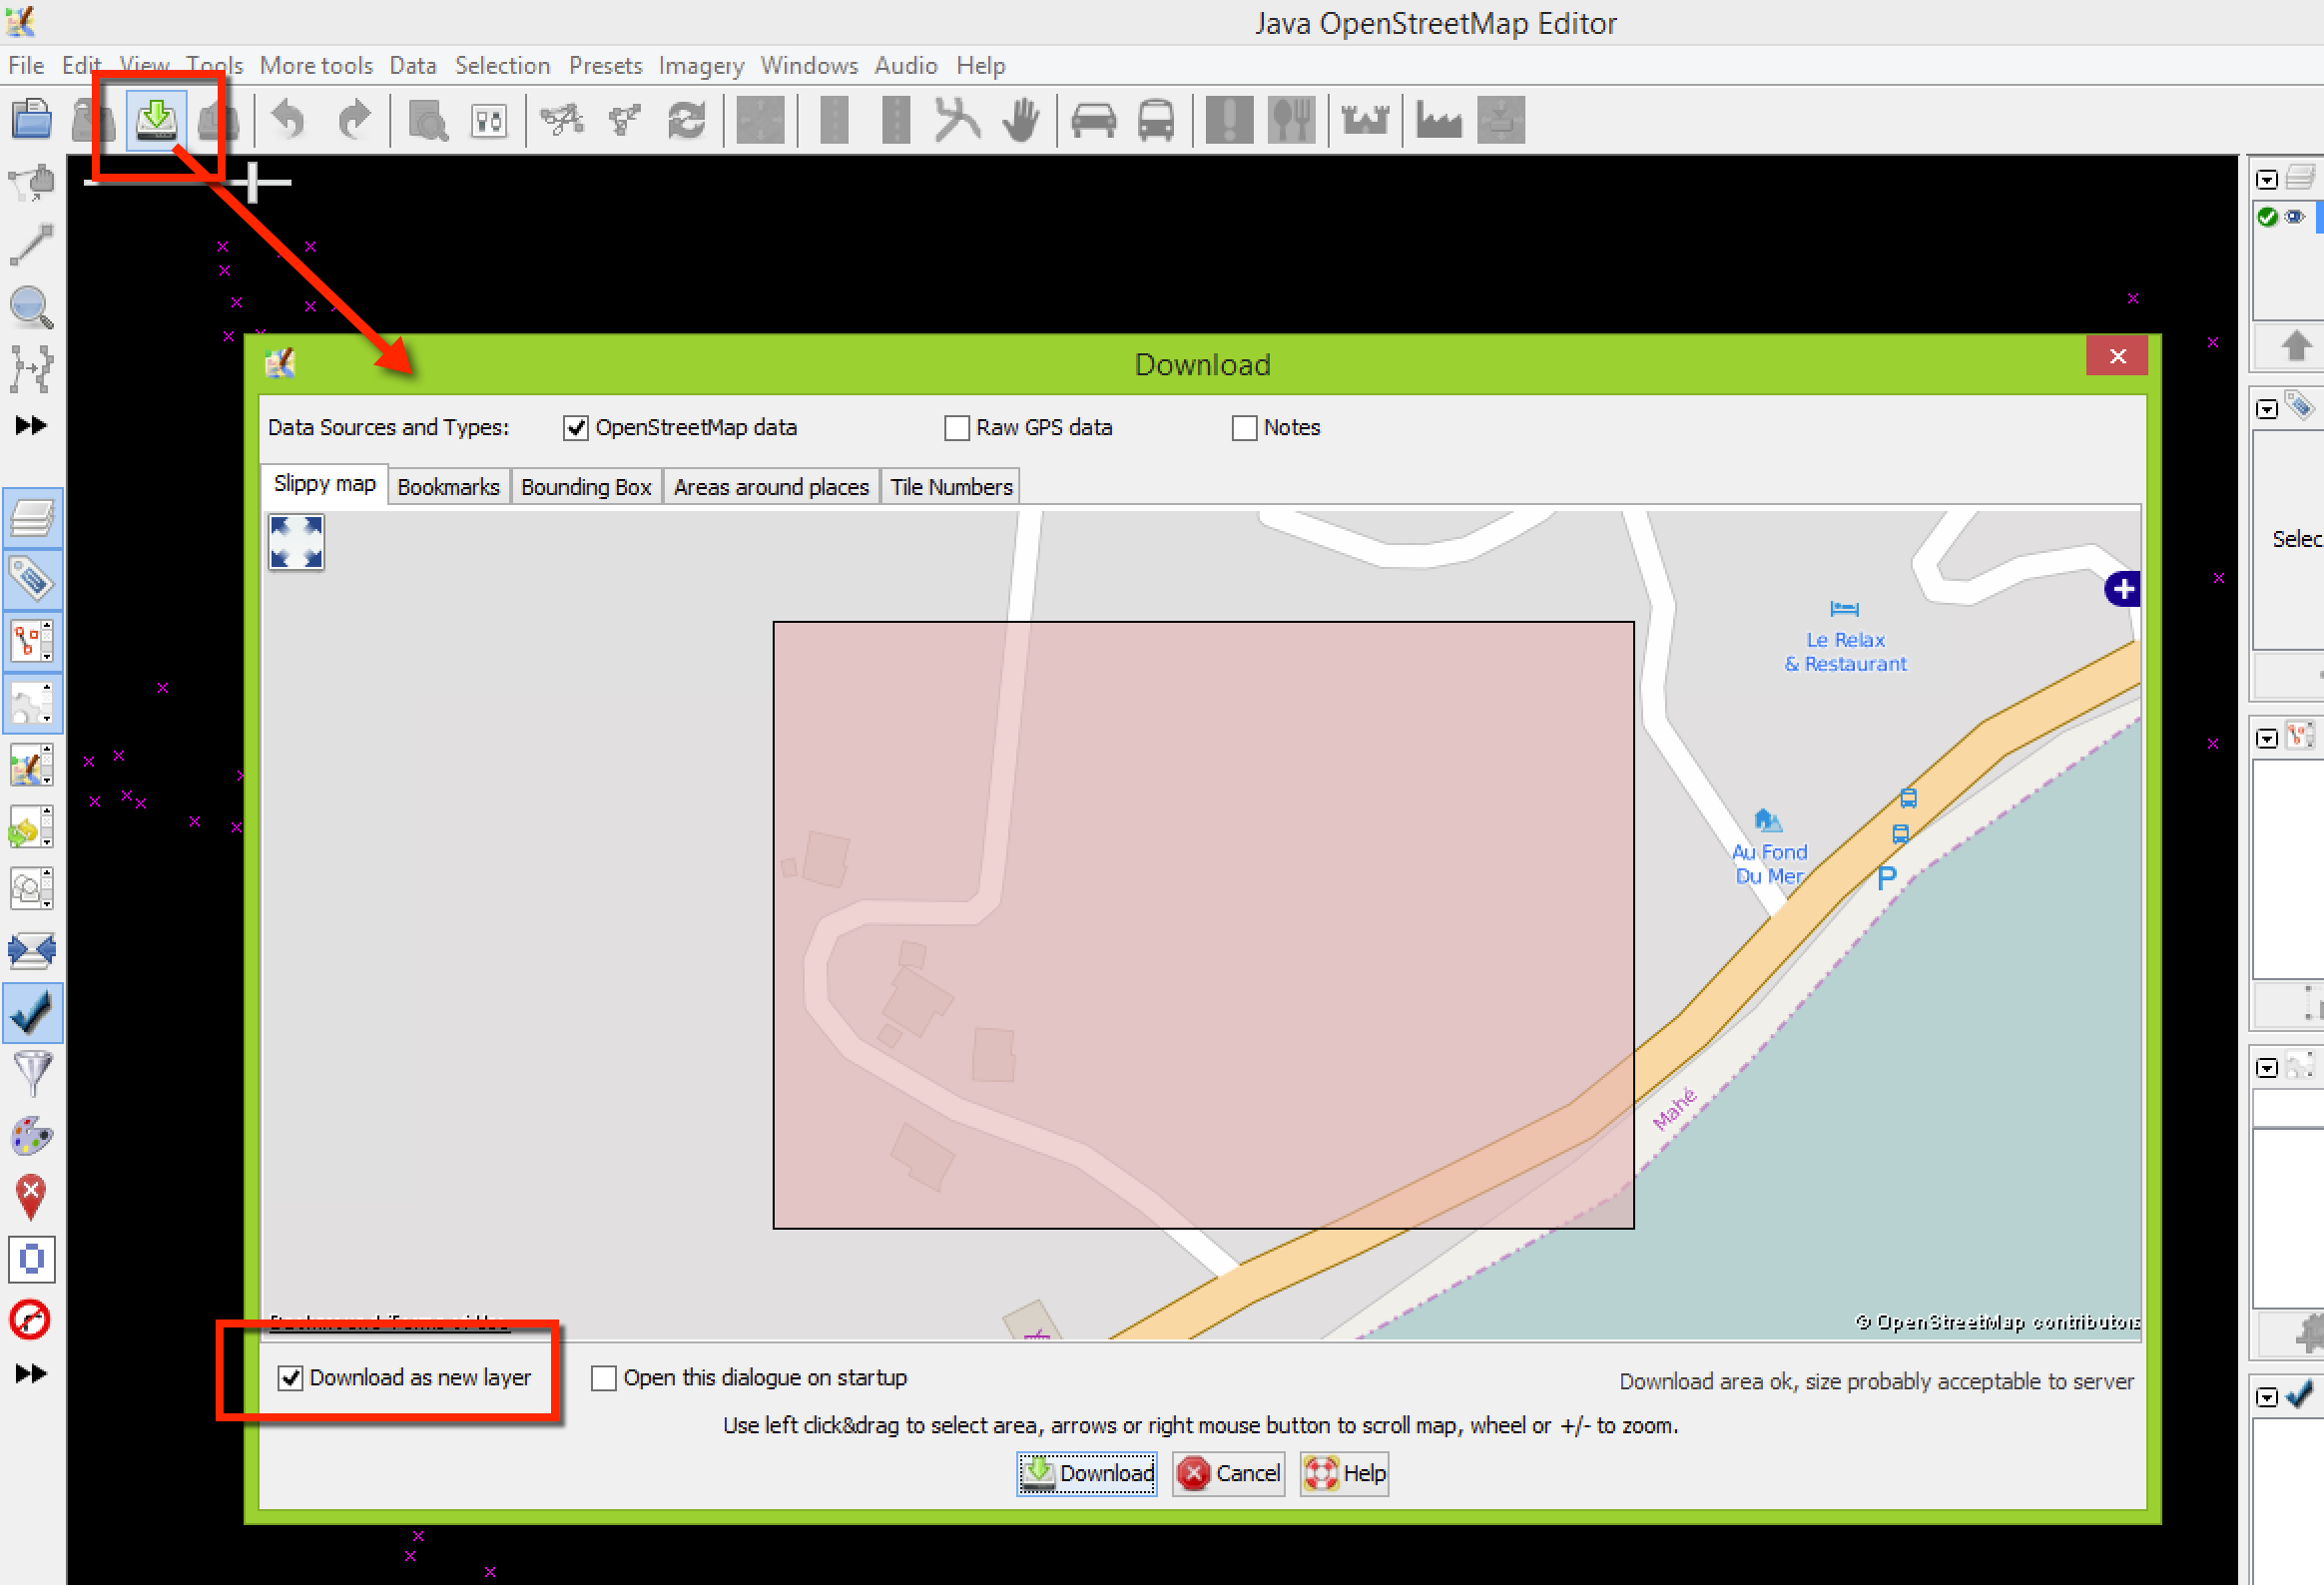 Java OpenStreetMap Editor
File Edit View Tools More tools Data Selection Presets Imagery Windows Audio Help
Download
Data Sources and Types: OpenStreetMap data Raw GPS data Notes
Slippy map Bookmarks Bounding Box Areas around places Tile Numbers
Selec
Le Relax
& Restaurant
Au Fond
Du Mer
P
Mahé
© OpenStreetMap contributors
Download as new layer Open this dialogue on startup Download area ok, size probably acceptable to server
Use left click&drag to select area, arrows or right mouse button to scroll map, wheel or +/- to zoom.
Download Cancel Help